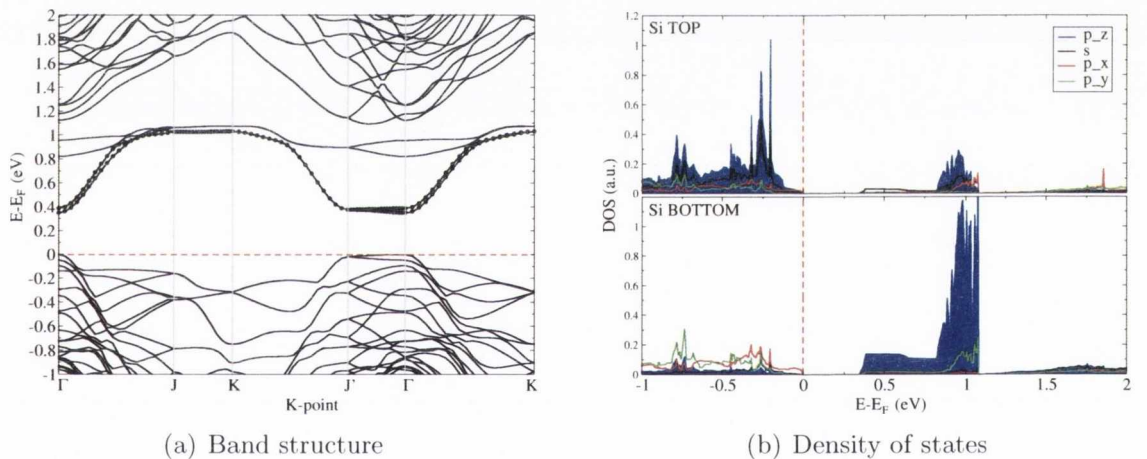 2
1.8
1.6
1.4
1.2
1
0.8
0.6
0.4
0.2
0
-0.2
-0.4
-0.6
-0.8
-1
E-E_F (eV)
Γ J K J' Γ K
K-point
(a) Band structure
1.2
1
0.8
0.6
0.4
0.2
0
1
0.8
0.6
0.4
0.2
0
DOS (a.u.)
Si TOP
p_z
s
p_x
p_y
Si BOTTOM
-1 -0.5 0 0.5 1 1.5 2
E-E_F (eV)
(b) Density of states